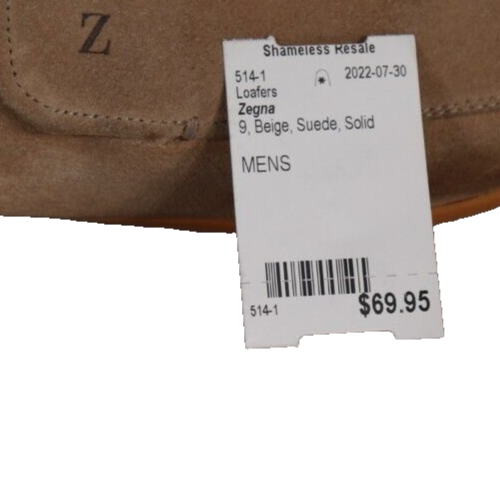 Z
Shameless Resale
514-1 2022-07-30
Loafers
Zegna
9, Beige, Suede, Solid
MENS
514-1 $69.95